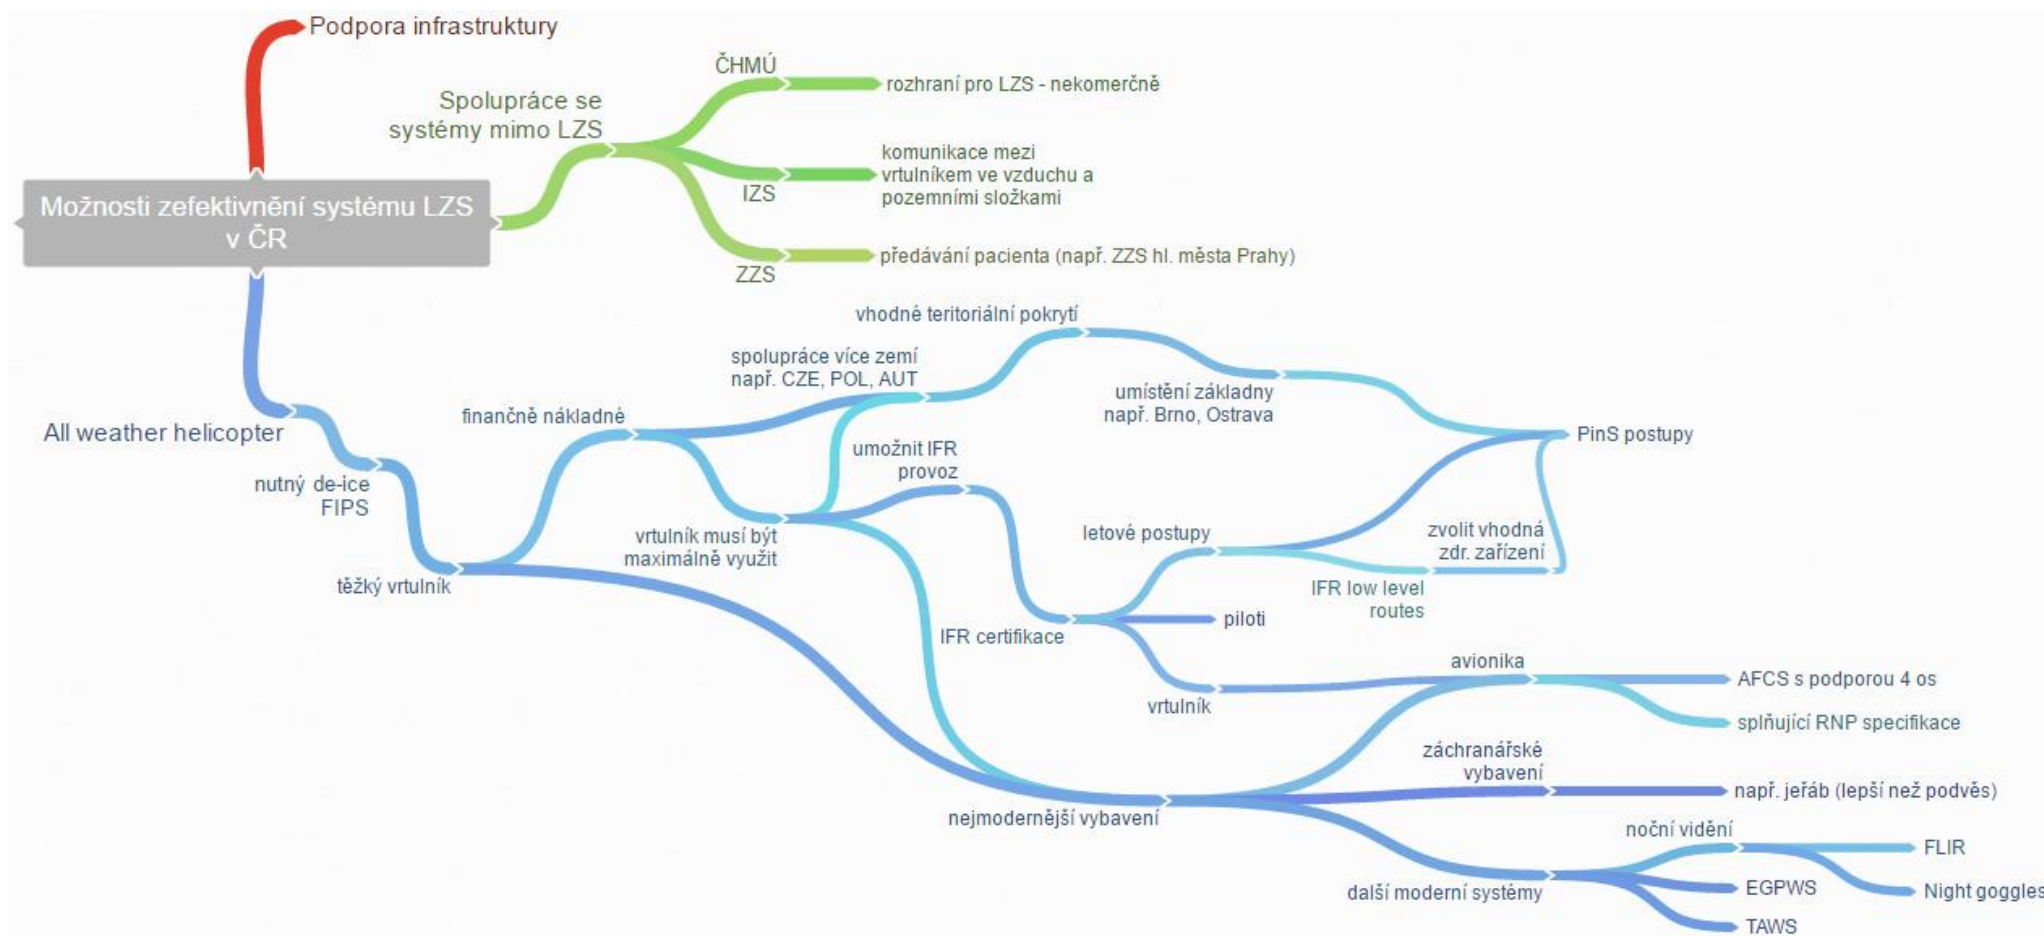 Podpora infrastruktury
ČHMÚ
rozhraní pro LZS - nekomerčně
Spolupráce se
systémy mimo LZS
komunikace mezi
vrtulníkem ve vzduchu a
pozemními složkami
IZS
Možnosti zefektivnění systému LZS
v ČR
předávání pacienta (např. ZZS hl. města Prahy)
ZZS
vhodné teritoriální pokrytí
spolupráce více zemí
např. CZE, POL, AUT
umístění základny
např. Brno, Ostrava
finančně nákladné
All weather helicopter
PinS postupy
umožnit IFR
provoz
nutný de-ice
FIPS
vrtulník musí být
maximálně využit
letové postupy
zvolit vhodná
zdr. zařízení
těžký vrtulník
IFR low level
routes
piloti
IFR certifikace
avionika
AFCS s podporou 4 os
vrtulník
splňující RNP specifikace
záchranářské
vybavení
např. jeřáb (lepší než podvěs)
nejmodernější vybavení
noční vidění
FLIR
další moderní systémy
EGPWS
Night goggles
TAWS